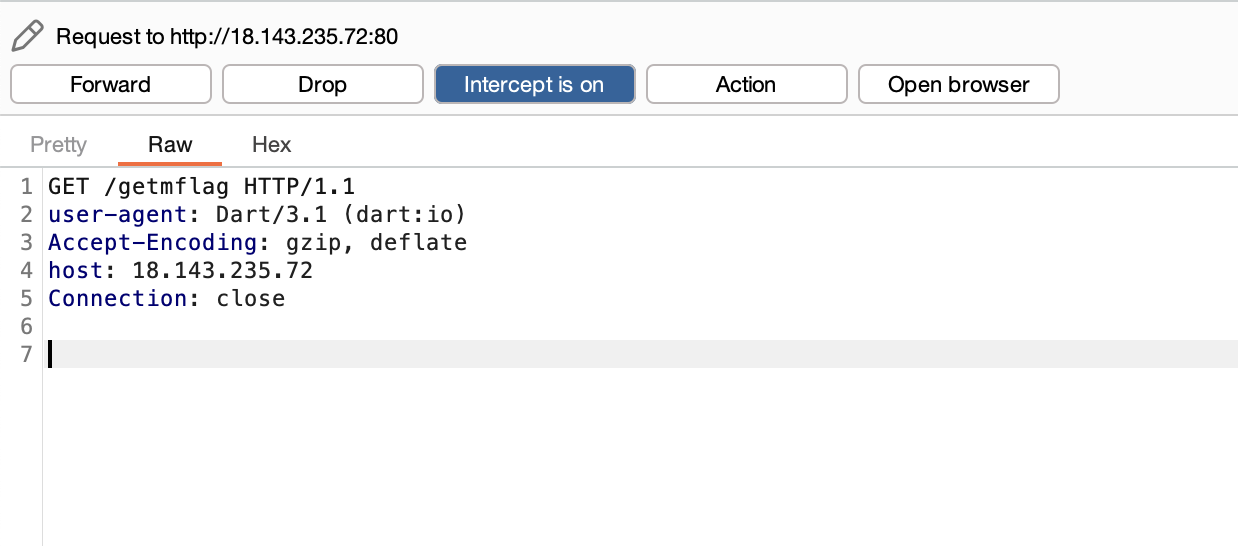 Request to http://18.143.235.72:80
Forward Drop Intercept is on Action Open browser
Pretty Raw Hex
1 GET /getmflag HTTP/1.1
2 user-agent: Dart/3.1 (dart:io)
3 Accept-Encoding: gzip, deflate
4 host: 18.143.235.72
5 Connection: close
6
7